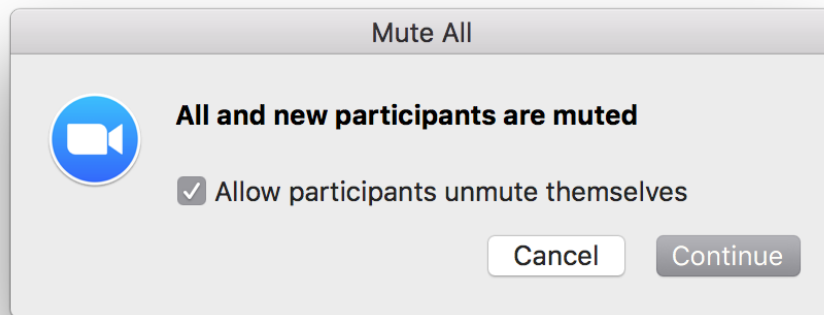 Mute All
All and new participants are muted
Allow participants unmute themselves
Cancel Continue